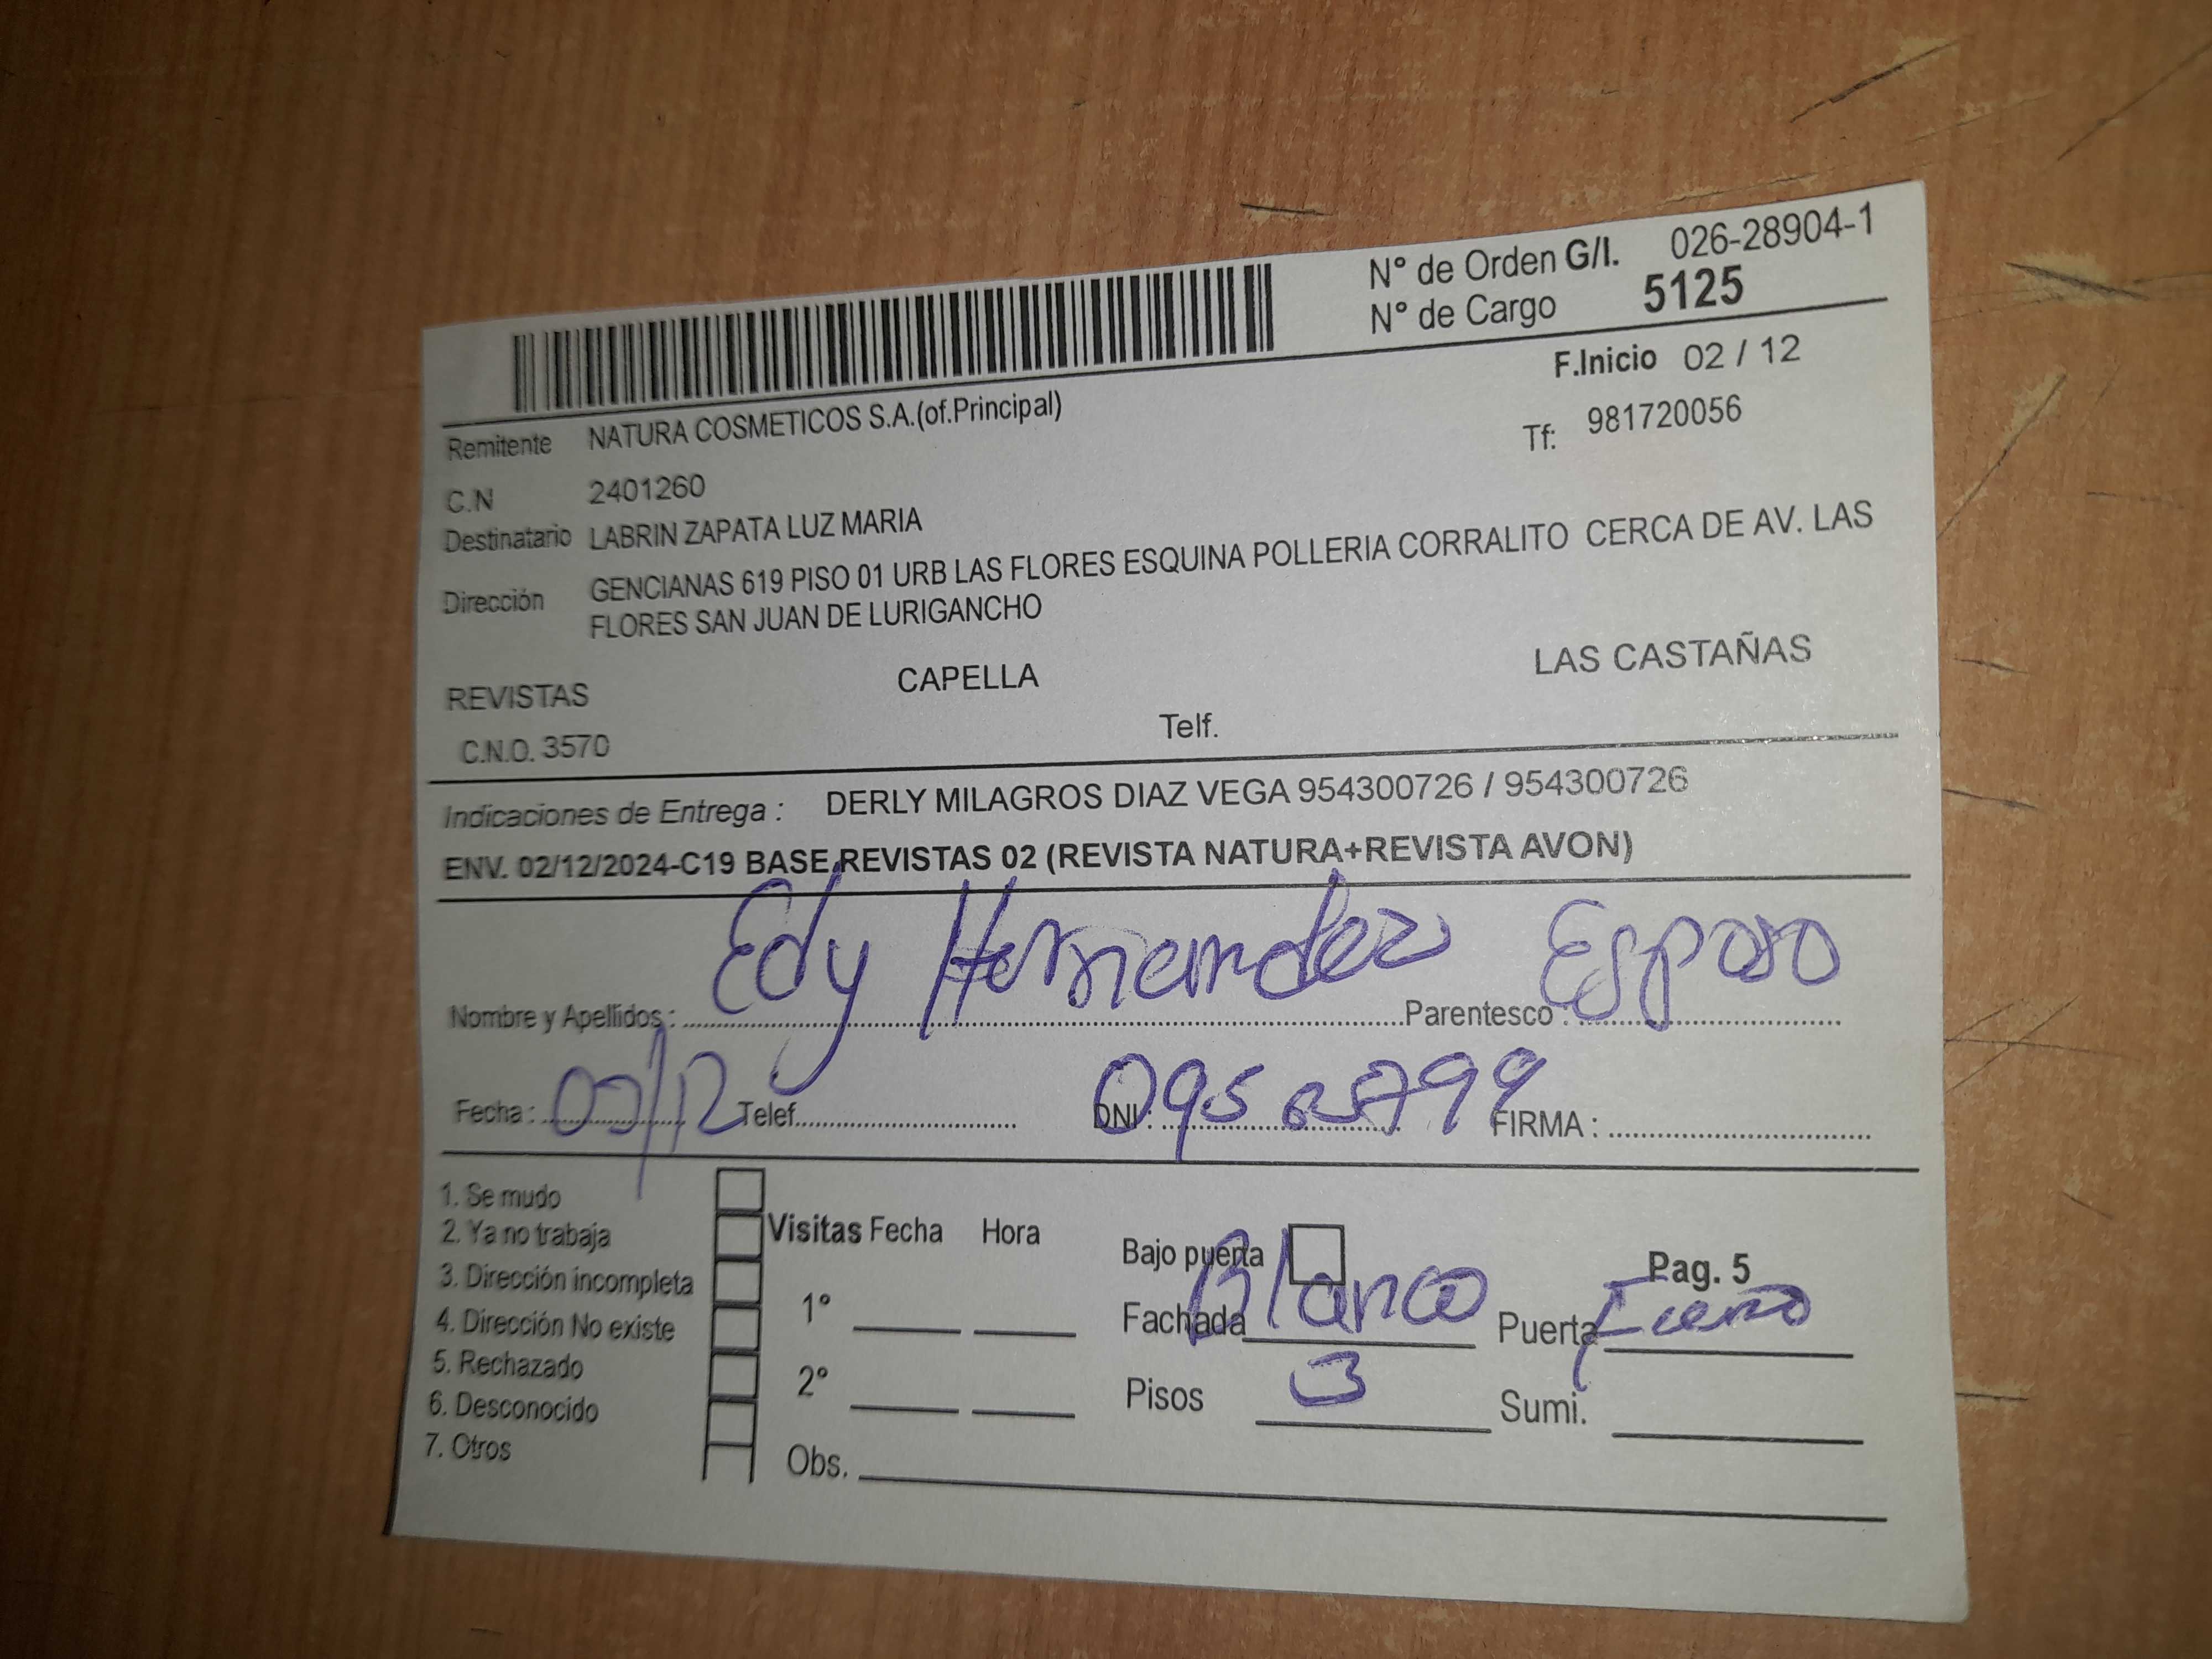 N° de Orden G/I. 026-28904-1
N° de Cargo 5125
F.Inicio 02 / 12
Remitente NATURA COSMETICOS S.A.(of.Principal)
Tf: 981720056
C.N 2401260
Destinatario LABRIN ZAPATA LUZ MARIA
Dirección GENCIANAS 619 PISO 01 URB LAS FLORES ESQUINA POLLERIA CORRALITO CERCA DE AV. LAS
FLORES SAN JUAN DE LURIGANCHO
REVISTAS CAPELLA LAS CASTAÑAS
C.N.O. 3570 Telf.
Indicaciones de Entrega : DERLY MILAGROS DIAZ VEGA 954300726 / 954300726
ENV. 02/12/2024-C19 BASE REVISTAS 02 (REVISTA NATURA+REVISTA AVON)
Nombre y Apellidos : Edy Hernandez Parentesco : Esposo
Fecha : Telef. DNI : FIRMA :
1. Se mudo
2. Ya no trabaja
3. Dirección incompleta
4. Dirección No existe
5. Rechazado
6. Desconocido
7. Otros
Visitas Fecha Hora
1°
2°
Obs.
Bajo puerta Pag. 5
Fachada Blanco Puerta Fierro
Pisos 3 Sumi.